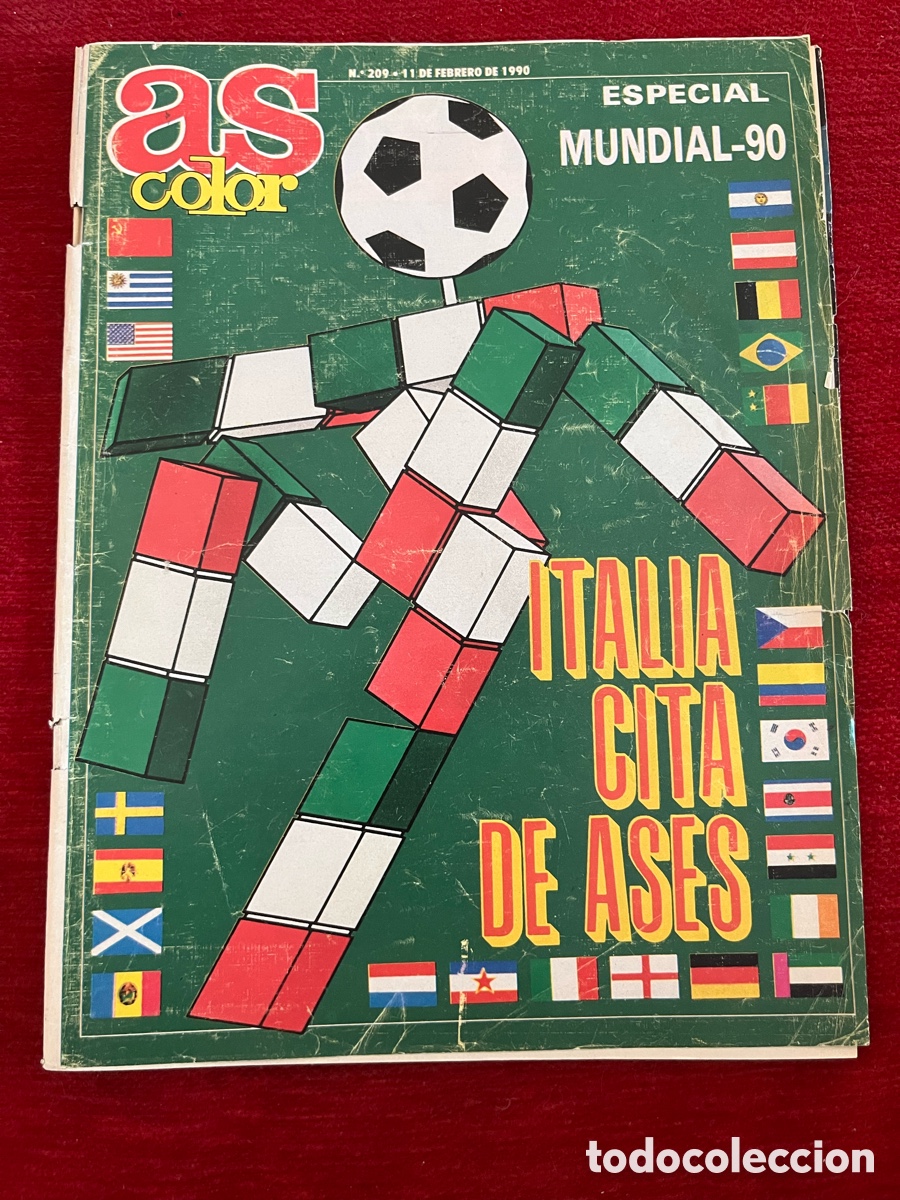 as
color
N.º 209 - 11 DE FEBRERO DE 1990
ESPECIAL
MUNDIAL-90
ITALIA
CITA
DE ASES
todocoleccion